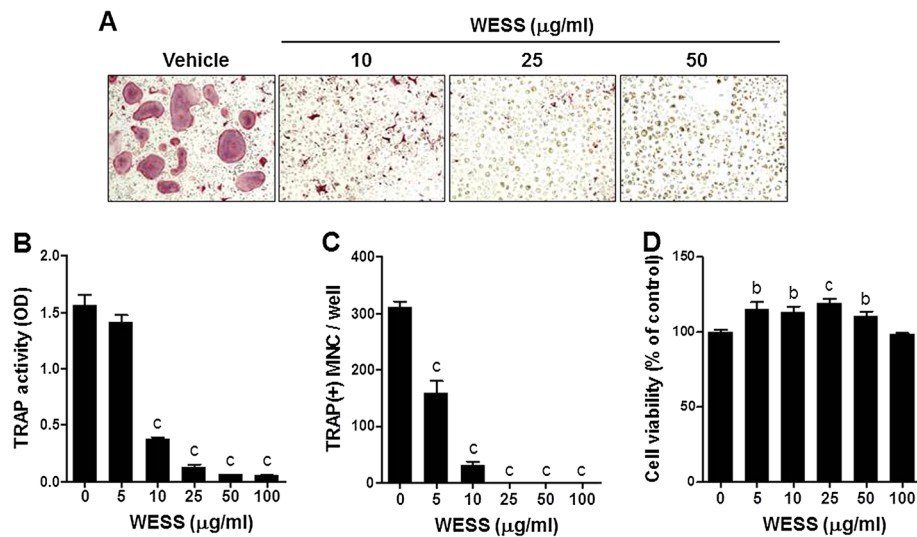 A
WESS (μg/ml)
Vehicle 10 25 50
B
TRAP activity (OD)
2.0
1.5
1.0
0.5
0.0
c c c c
0 5 10 25 50 100
WESS (μg/ml)
C
TRAP(+) MNC / well
400
300
200
100
0
c c c c c
0 5 10 25 50 100
WESS (μg/ml)
D
Cell viability (% of control)
150
100
50
0
b b c b
0 5 10 25 50 100
WESS (μg/ml)